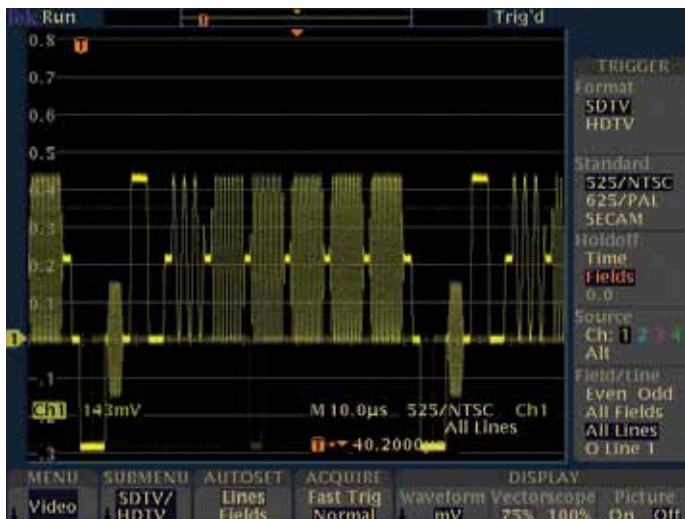 Tek Run
Trig'd
T
T
0.8
0.7
0.6
0.5
0.4
0.3
0.2
0.1
1
-.1
-.3
Ch1 143mV
M 10.0µs 525/NTSC Ch1
All Lines
T 40.2000µs
TRIGGER
Format
SDTV
HDTV
Standard
525/NTSC
625/PAL
SECAM
Holdoff
Time
Fields
0.0
Source
Ch: 1 2 3 4
Alt
Field/Line
Even Odd
All Fields
All Lines
O Line 1
MENU SUBMENU AUTOSET ACQUIRE DISPLAY
Video SDTV/ Lines Fast Trig Waveform Vectorscope Picture
HDTV Fields Normal mV 75% 100% On Off